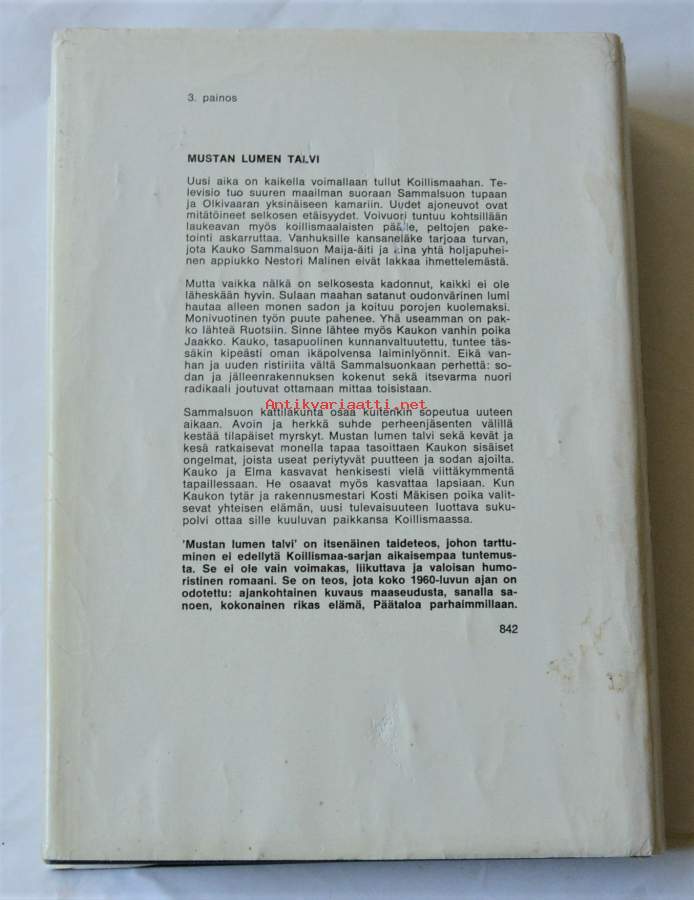 3. painos
MUSTAN LUMEN TALVI
Uusi aika on kaikella voimallaan tullut Koillismaahan. Te-
levisio tuo suuren maailman suoraan Sammalsuon tupaan
ja Olkivaaran yksinäiseen kamariin. Uudet ajoneuvot ovat
mitätöineet selkosen etäisyydet. Voivuori tuntuu kohtsillään
laukeavan myös koillismaalaisten päälle, peltojen pake-
tointi askarruttaa. Vanhuksille kansaneläke tarjoaa turvan,
jota Kauko Sammalsuon Maija-äiti ja aina yhtä holjapuhei-
nen appiukko Nestori Malinen eivät lakkaa ihmettelemästä.
Mutta vaikka nälkä on selkosesta kadonnut, kaikki ei ole
läheskään hyvin. Sulaan maahan satanut oudonvärinen lumi
hautaa alleen monen sadon ja koituu porojen kuolemaksi.
Monivuotinen työn puute pahenee. Yhä useamman on pak-
ko lähteä Ruotsiin. Sinne lähtee myös Kaukon vanhin poika
Jaakko. Kauko, tasapuolinen kunnanvaltuutettu, tuntee täs-
säkin kipeästi oman ikäpolvensa laiminlyönnit. Eikä van-
han ja uuden ristiriita vältä Sammalsuonkaan perhettä: so-
dan ja jälleenrakennuksen kokenut sekä itsevarma nuori
radikaali joutuvat ottamaan mittaa toisistaan.
Antikvariaatti.net
Sammalsuon kattilakunta osaa kuitenkin sopeutua uuteen
aikaan. Avoin ja herkkä suhde perheenjäsenten välillä
kestää tilapäiset myrskyt. Mustan lumen talvi sekä kevät ja
kesä ratkaisevat monella tapaa tasoittaen Kaukon sisäiset
ongelmat, joista useat periytyvät puutteen ja sodan ajoilta.
Kauko ja Elma kasvavat henkisesti vielä viittäkymmentä
tapaillessaan. He osaavat myös kasvattaa lapsiaan. Kun
Kaukon tytär ja rakennusmestari Kosti Mäkisen poika valit-
sevat yhteisen elämän, uusi tulevaisuuteen luottava suku-
polvi ottaa sille kuuluvan paikkansa Koillismaassa.
'Mustan lumen talvi' on itsenäinen taideteos, johon tarttu-
minen ei edellytä Koillismaa-sarjan aikaisempaa tuntemus-
ta. Se ei ole vain voimakas, liikuttava ja valoisan humo-
ristinen romaani. Se on teos, jota koko 1960-luvun ajan on
odotettu: ajankohtainen kuvaus maaseudusta, sanalla sa-
noen, kokonainen rikas elämä, Päätaloa parhaimmillaan.
842